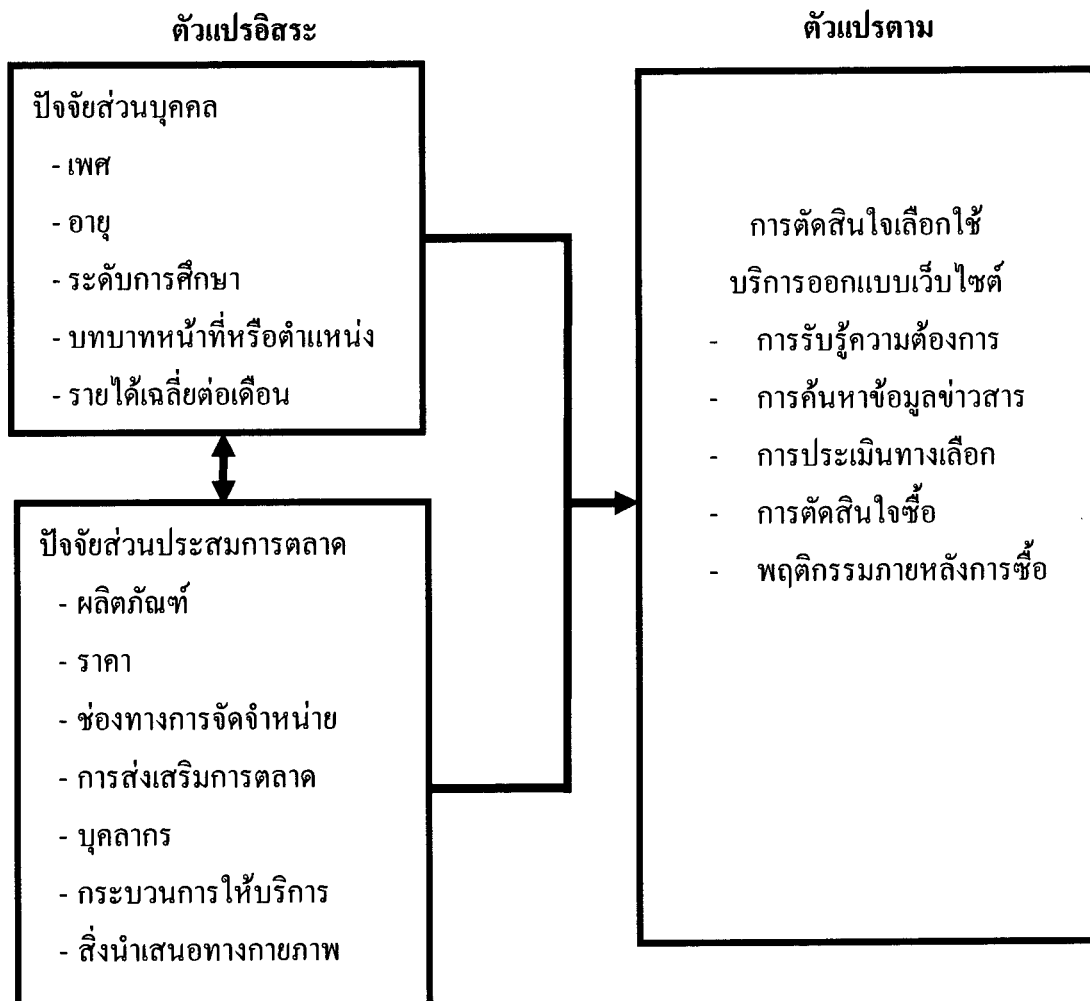 ตัวแปรอิสระ
ปัจจัยส่วนบุคคล
- เพศ
- อายุ
- ระดับการศึกษา
- บทบาทหน้าที่หรือตำแหน่ง
- รายได้เฉลี่ยต่อเดือน
ปัจจัยส่วนประสมการตลาด
- ผลิตภัณฑ์
- ราคา
- ช่องทางการจัดจำหน่าย
- การส่งเสริมการตลาด
- บุคลากร
- กระบวนการให้บริการ
- สิ่งนำเสนอทางกายภาพ
ตัวแปรตาม
การตัดสินใจเลือกใช้
บริการออกแบบเว็บไซต์
- การรับรู้ความต้องการ
- การค้นหาข้อมูลข่าวสาร
- การประเมินทางเลือก
- การตัดสินใจซื้อ
- พฤติกรรมภายหลังการซื้อ